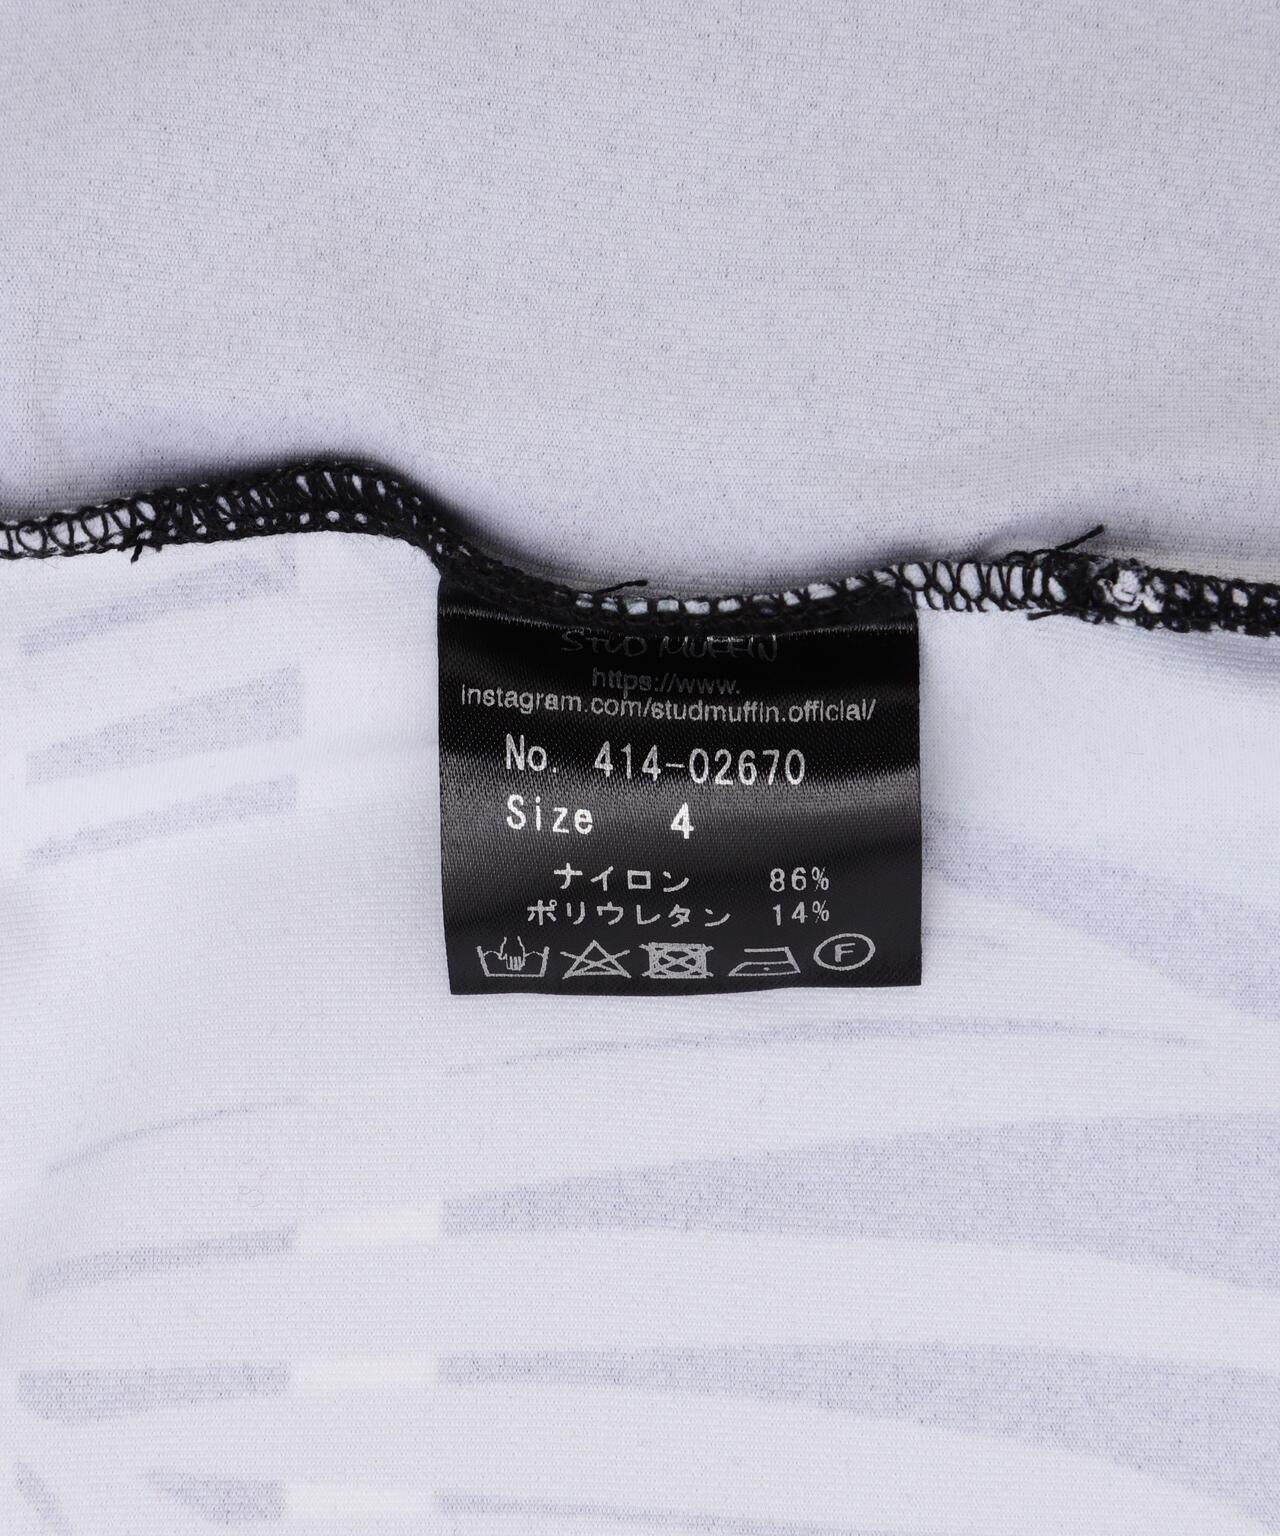 STUD MUFFIN
https://www.
instagram.com/studmuffin.official/
No. 414-02670
Size 4
ナイロン 86%
ポリウレタン 14%
F